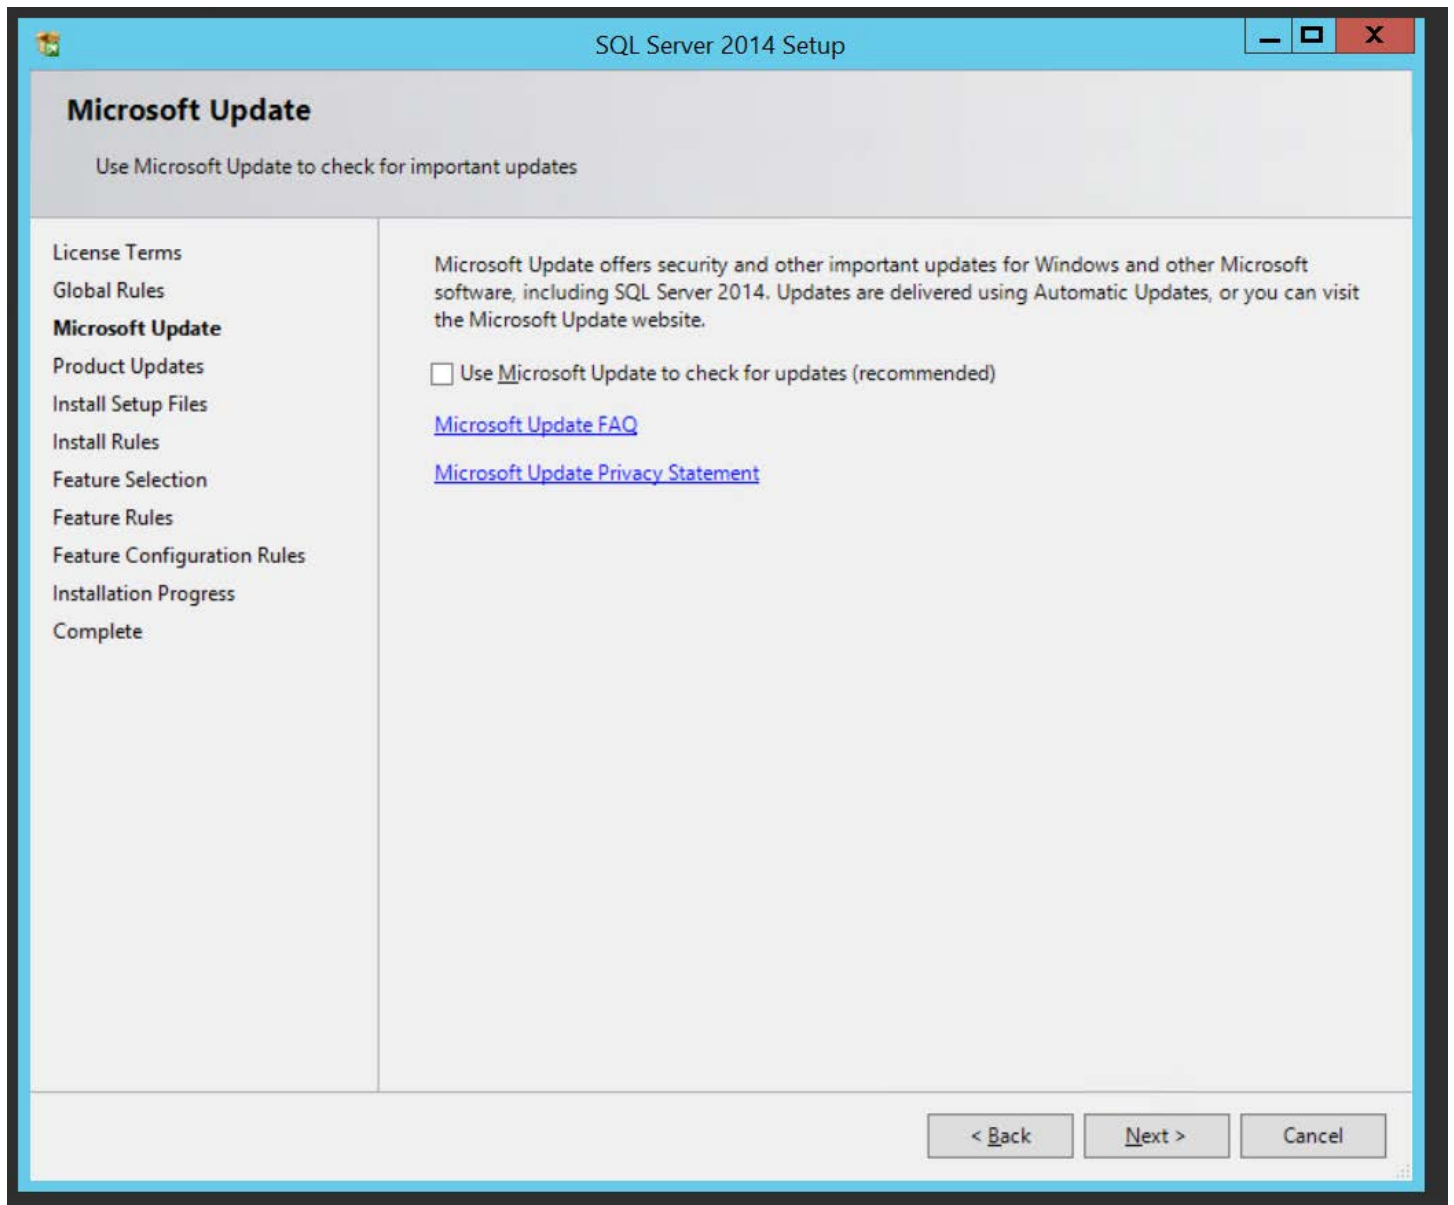 SQL Server 2014 Setup
Microsoft Update
Use Microsoft Update to check for important updates
License Terms
Global Rules
Microsoft Update
Product Updates
Install Setup Files
Install Rules
Feature Selection
Feature Rules
Feature Configuration Rules
Installation Progress
Complete
Microsoft Update offers security and other important updates for Windows and other Microsoft
software, including SQL Server 2014. Updates are delivered using Automatic Updates, or you can visit
the Microsoft Update website.
Use Microsoft Update to check for updates (recommended)
Microsoft Update FAQ
Microsoft Update Privacy Statement
< Back
Next >
Cancel